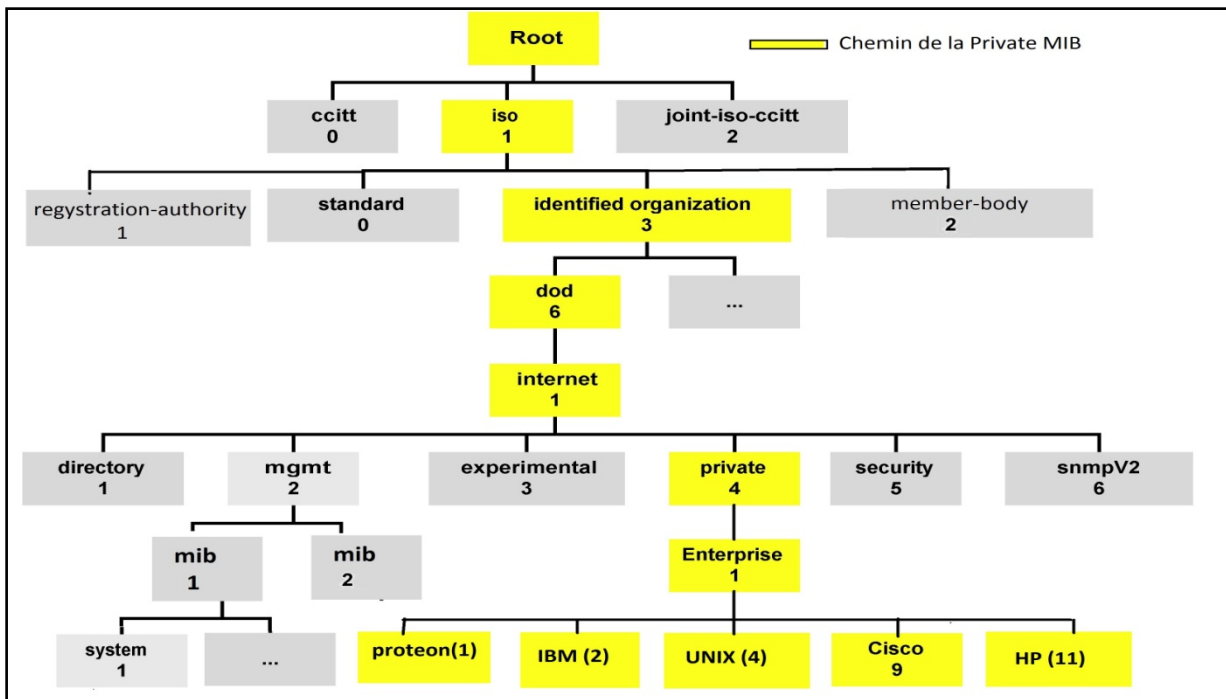 Root
Chemin de la Private MIB
ccitt
0
iso
1
joint-iso-ccitt
2
regystration-authority
1
standard
0
identified organization
3
member-body
2
dod
6
...
internet
1
directory
1
mgmt
2
experimental
3
private
4
security
5
snmpV2
6
mib
1
mib
2
Enterprise
1
system
1
...
proteon(1)
IBM (2)
UNIX (4)
Cisco
9
HP (11)